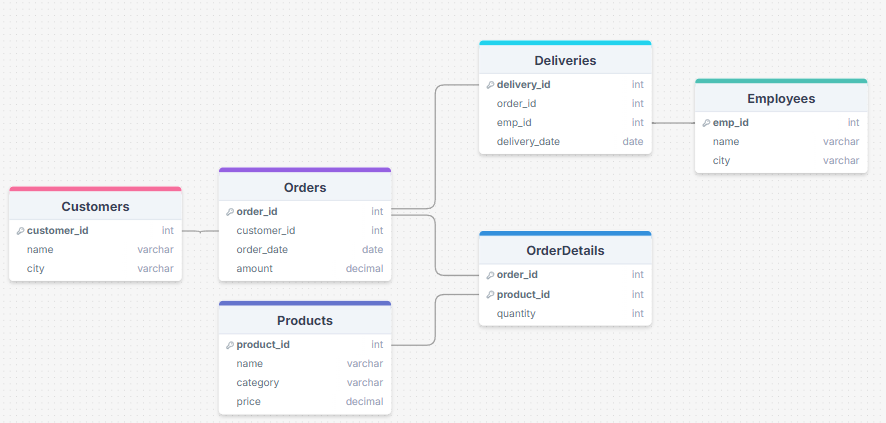 Customers
customer_id int
name varchar
city varchar
Orders
order_id int
customer_id int
order_date date
amount decimal
Products
product_id int
name varchar
category varchar
price decimal
Deliveries
delivery_id int
order_id int
emp_id int
delivery_date date
OrderDetails
order_id int
product_id int
quantity int
Employees
emp_id int
name varchar
city varchar